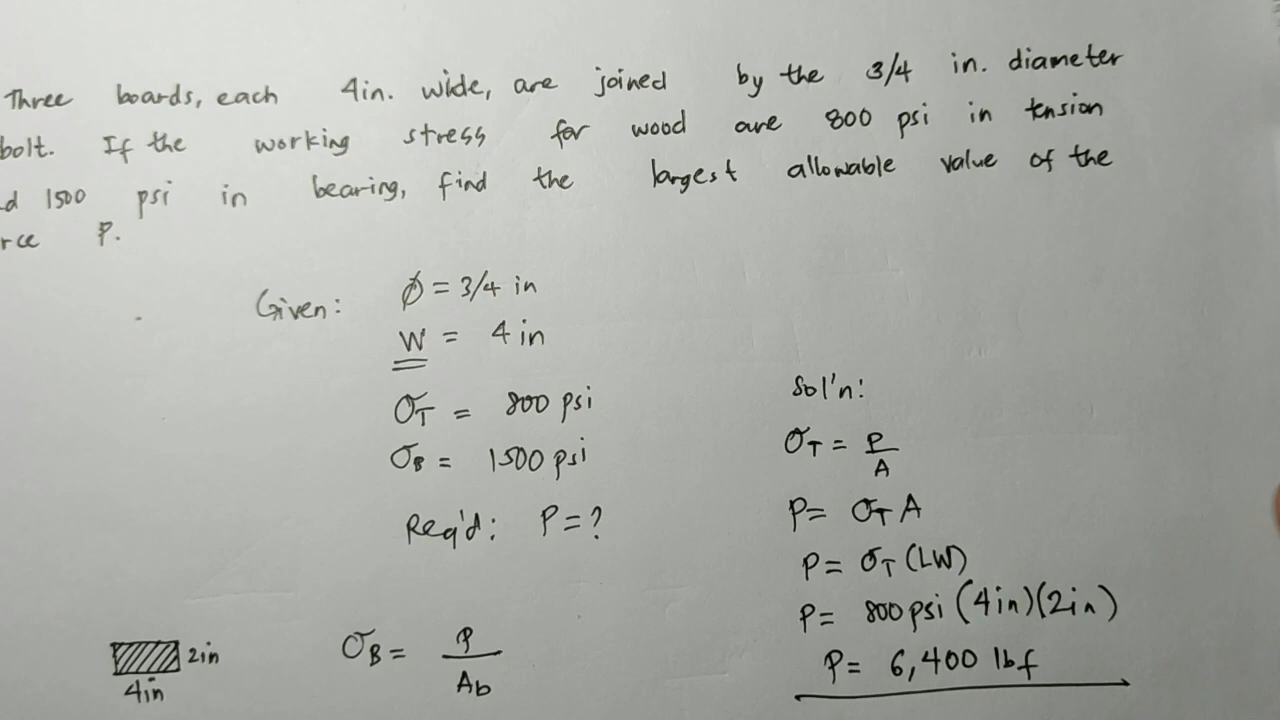 Three boards, each 4in. wide, are joined by the 3/4 in. diameter
bolt. If the working stress for wood are 800 psi in tension
d 1500 psi in bearing, find the largest allowable value of the
rce P.
Given: Ø = 3/4 in
W = 4 in
σT = 800 psi
σB = 1500 psi
Req'd: P = ?
2in
4in
σB = P/Ab
Sol'n:
σT = P/A
P = σT A
P = σT (LW)
P = 800 psi (4in)(2in)
P = 6,400 lbf